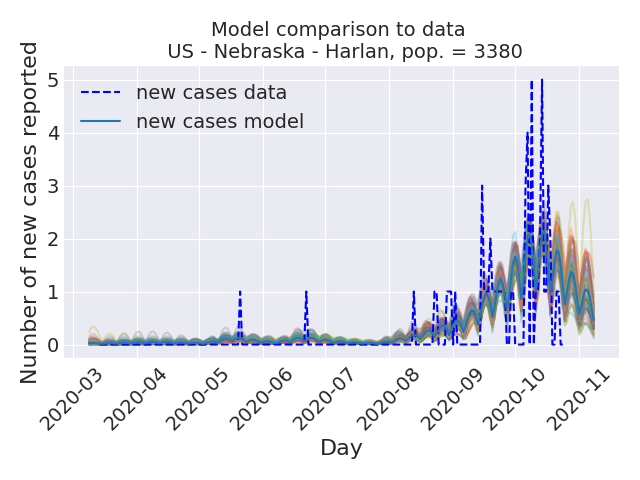 Model comparison to data
US - Nebraska - Harlan, pop. = 3380
new cases data
new cases model
Number of new cases reported
5
4
3
2
1
0
2020-03
2020-04
2020-05
2020-06
2020-07
2020-08
2020-09
2020-10
2020-11
Day